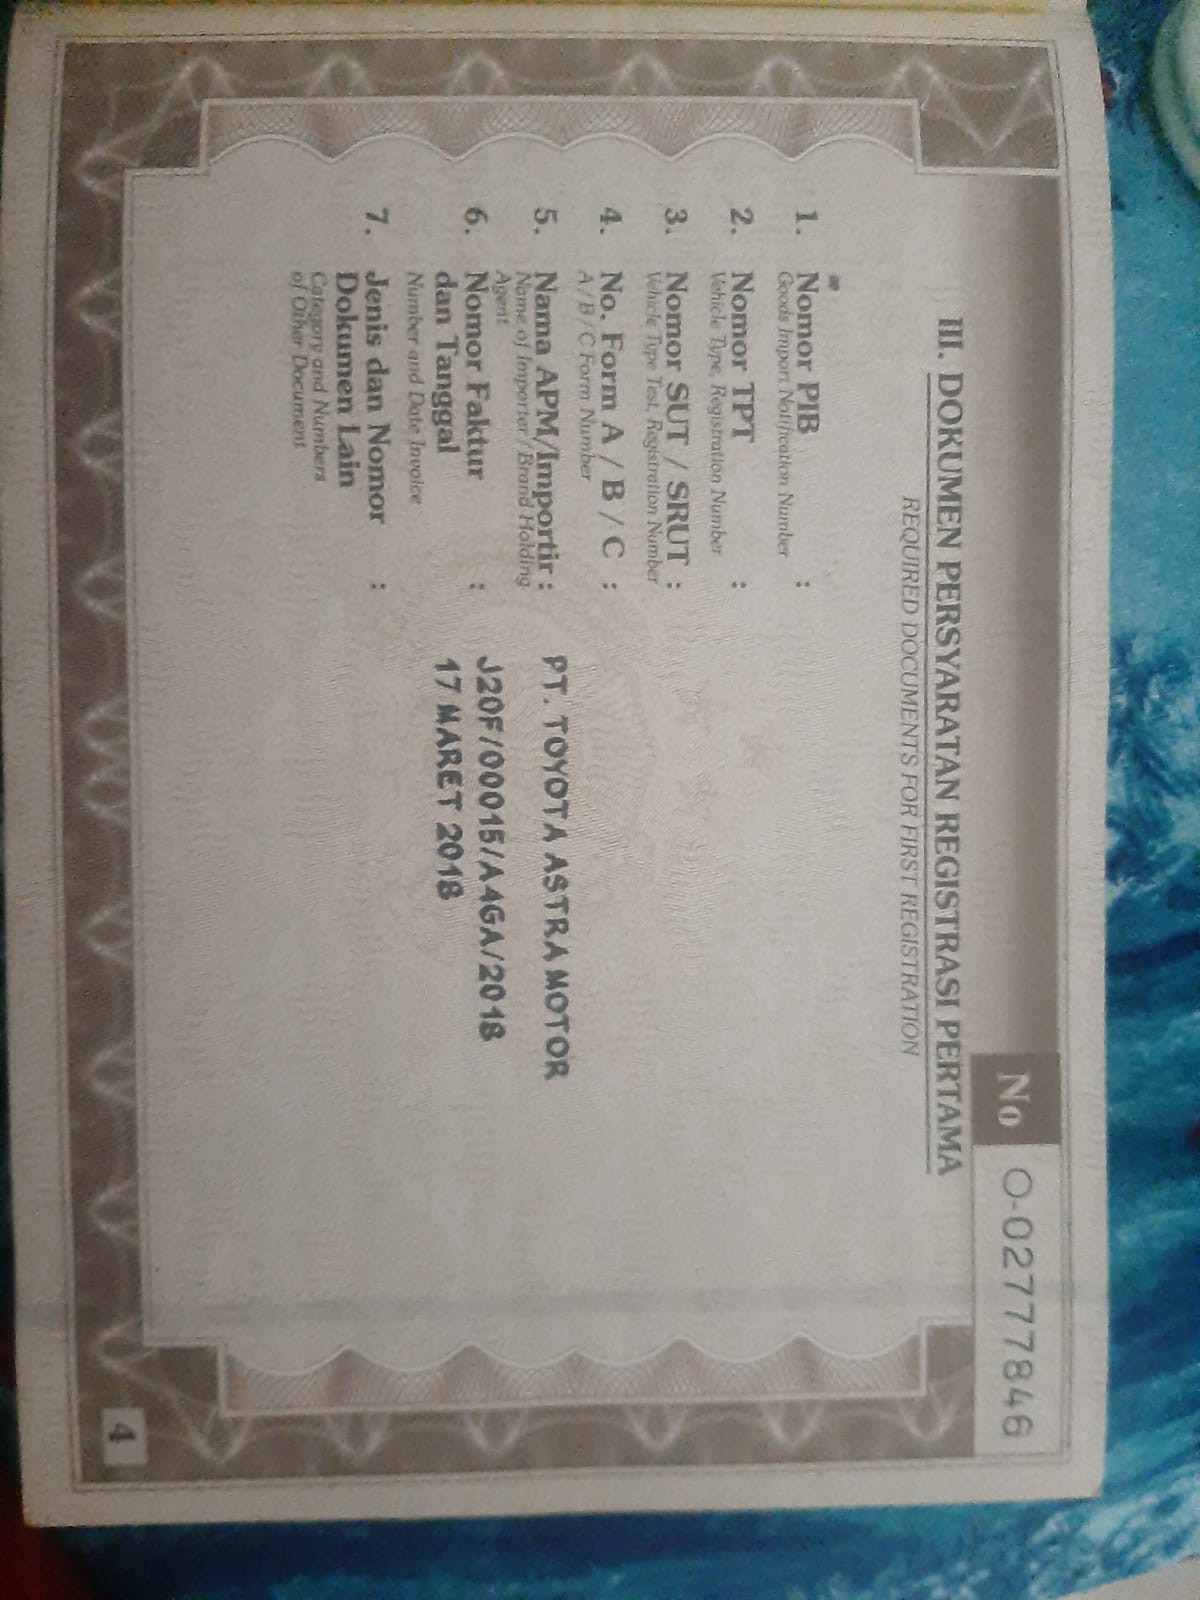 No O-02777846
III. DOKUMEN PERSYARATAN REGISTRASI PERTAMA
REQUIRED DOCUMENTS FOR FIRST REGISTRATION
1. Nomor PIB :
Goods Import Notification Number
2. Nomor TPT :
Vehicle Type, Registration Number
3. Nomor SUT / SRUT :
Vehicle Type Test, Registration Number
4. No. Form A / B / C :
A / B / C Form Number
5. Nama APM/Importir : PT. TOYOTA ASTRA MOTOR
Name of Importer / Brand Holding
Agent
6. Nomor Faktur : J20F/00015/A4GA/2018
dan Tanggal 17 MARET 2018
Number and Date Invoice
7. Jenis dan Nomor :
Dokumen Lain
Category and Numbers
of Other Document
4